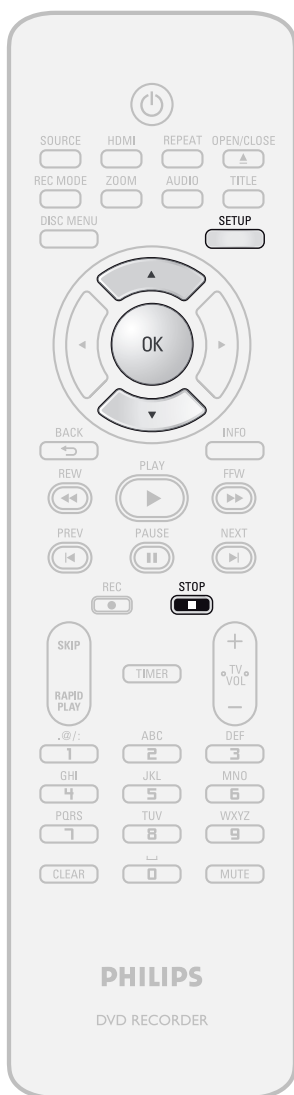 SOURCE HDMI REPEAT OPEN/CLOSE
REC MODE ZOOM AUDIO TITLE
DISC MENU SETUP
OK
BACK INFO
REW PLAY FFW
PREV PAUSE NEXT
REC STOP
SKIP
RAPID
PLAY
TIMER
+
TV
VOL
−
.@/: ABC DEF
1 2 3
GHI JKL MNO
4 5 6
PQRS TUV WXYZ
7 8 9
CLEAR 0 MUTE
PHILIPS
DVD RECORDER